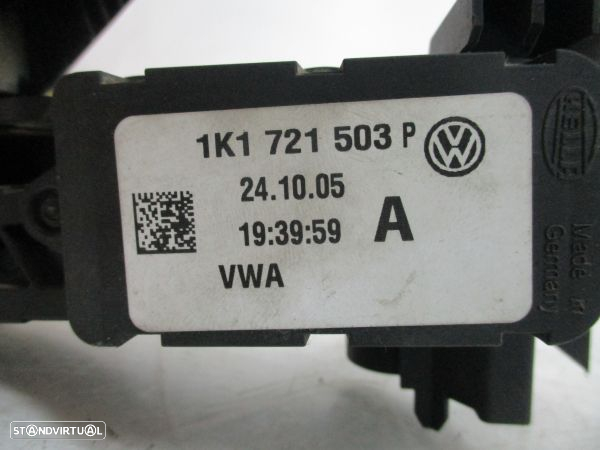 1K1 721 503 P
24.10.05
19:39:59 A
VWA
HELLA
Made in
Germany
STANDVIRTUAL